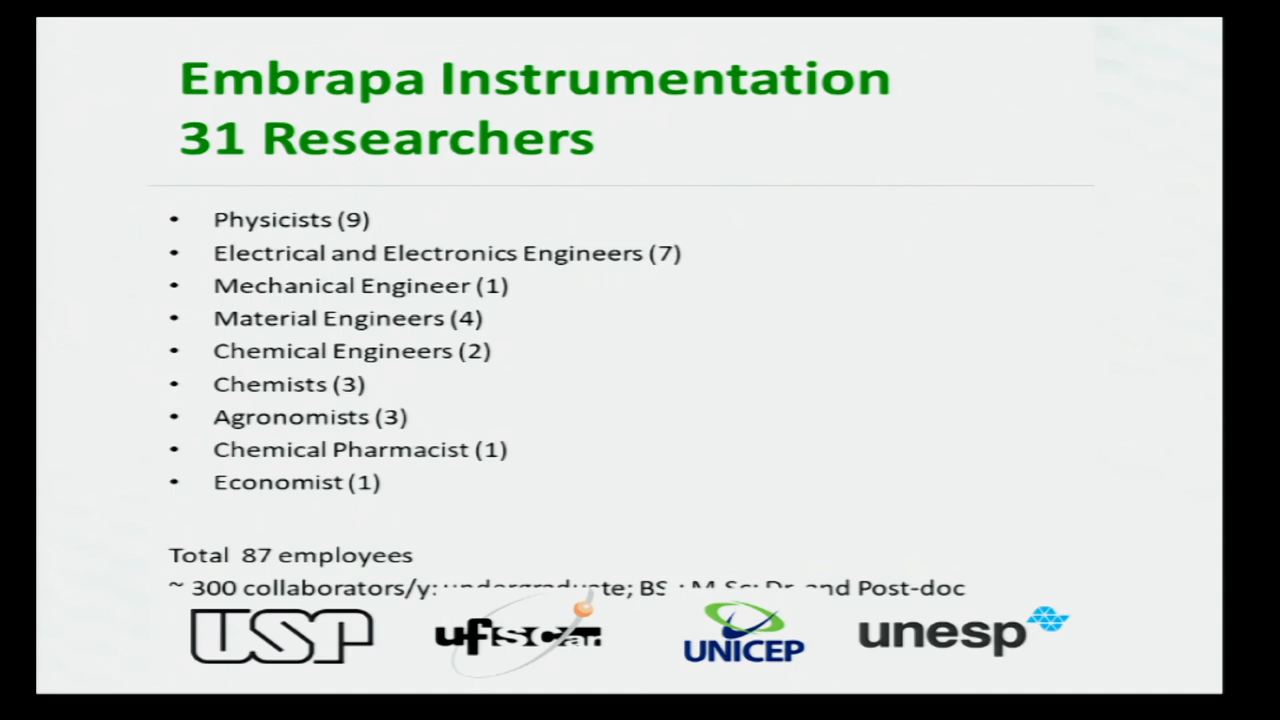 Embrapa Instrumentation
31 Researchers
• Physicists (9)
• Electrical and Electronics Engineers (7)
• Mechanical Engineer (1)
• Material Engineers (4)
• Chemical Engineers (2)
• Chemists (3)
• Agronomists (3)
• Chemical Pharmacist (1)
• Economist (1)
Total 87 employees
~ 300 collaborators/y: undergraduate; BS.; M.Sc; Dr. and Post-doc
USP ufscar UNICEP unesp